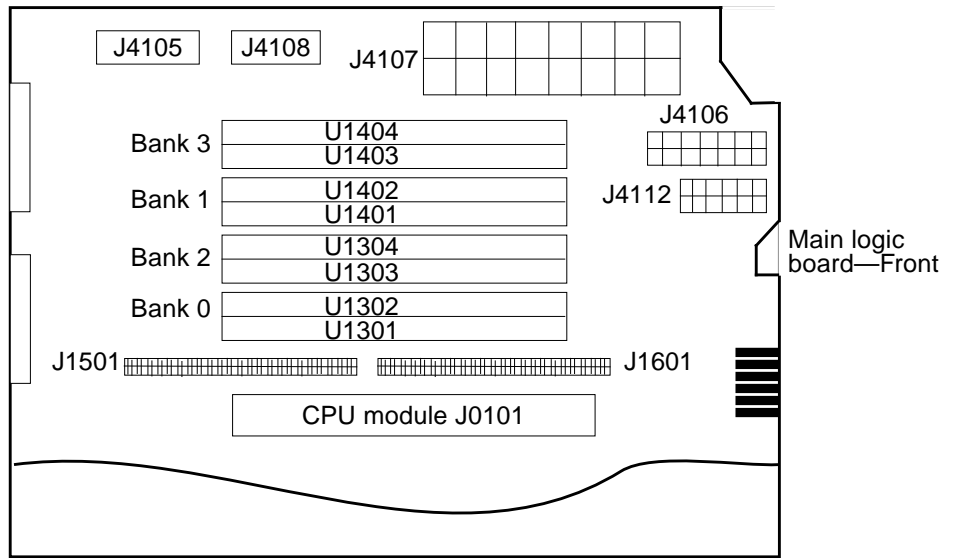 J4105
J4108
J4107
J4106
Bank 3
U1404
U1403
Bank 1
U1402
U1401
J4112
Bank 2
U1304
U1303
Main logic
board—Front
Bank 0
U1302
U1301
J1501
J1601
CPU module J0101